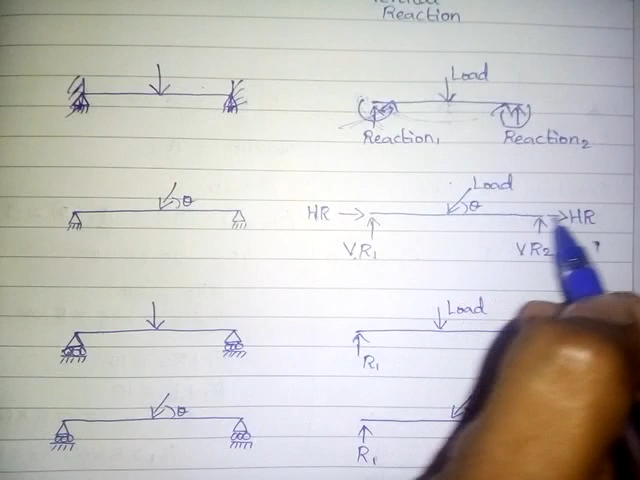 Reaction
Load
Reaction1 Reaction2
θ Load θ
HR HR
VR1 VR2
Load
R1
θ
R1